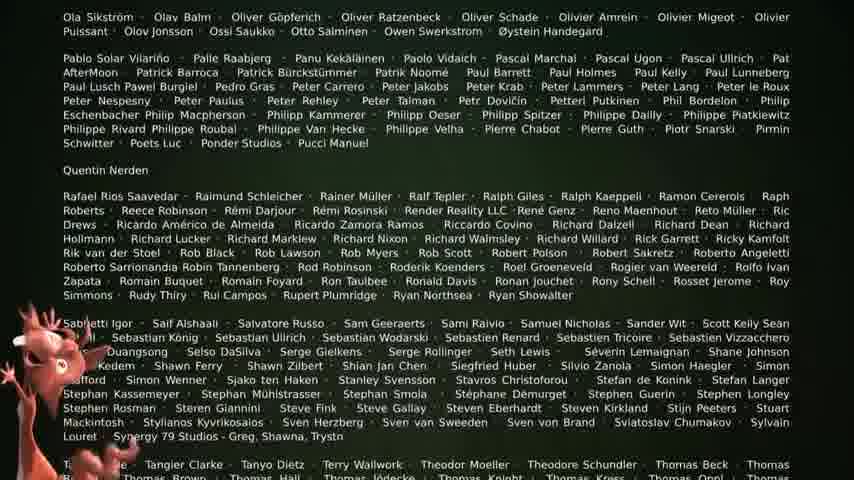 Ola Sikström · Olav Balm · Oliver Göpferich · Oliver Ratzenbeck · Oliver Schade · Olivier Amrein · Olivier Migeot · Olivier
Puissant · Olov Jonsson · Ossi Saukko · Otto Salminen · Owen Swerkstrom · Øystein Handegard
Pablo Solar Vilariño · Palle Raabjerg · Panu Kekäläinen · Paolo Vidaich · Pascal Marchal · Pascal Ugon · Pascal Ullrich · Pat
AfterMoon · Patrick Barroca · Patrick Bürckstümmer · Patrik Noomé · Paul Barrett · Paul Holmes · Paul Kelly · Paul Lunneberg
Paul Lusch Pawel Burgiel · Pedro Gras · Peter Carrero · Peter Jakobs · Peter Krab · Peter Lammers · Peter Lang · Peter le Roux
Peter Nespesny · Peter Paulus · Peter Rehley · Peter Talman · Petr Dovičín · Petteri Putkinen · Phil Bordelon · Philip
Eschenbacher Philip Macpherson · Philipp Kammerer · Philipp Oeser · Philipp Spitzer · Philippe Dailly · Philippe Piatkiewitz
Philippe Rivard Philippe Roubal · Philippe Van Hecke · Philippe Velha · Pierre Chabot · Pierre Guth · Piotr Snarski · Pirmin
Schwitter · Poets Luc · Ponder Studios · Pucci Manuel
Quentin Nerden
Rafael Rios Saavedar · Raimund Schleicher · Rainer Müller · Ralf Tepler · Ralph Giles · Ralph Kaeppeli · Ramon Cererols · Raph
Roberts · Reece Robinson · Rémi Darjour · Rémi Rosinski · Render Reality LLC ·René Genz · Reno Maenhout · Reto Müller · Ric
Drews · Ricardo Américo de Almeida · Ricardo Zamora Ramos · Riccardo Covino · Richard Dalzell · Richard Dean · Richard
Hollmann · Richard Lucker · Richard Marklew · Richard Nixon · Richard Walmsley · Richard Willard · Rick Garrett · Ricky Kamfolt
Rik van der Stoel · Rob Black · Rob Lawson · Rob Myers · Rob Scott · Robert Polson · Robert Sakretz · Roberto Angeletti
Roberto Sarrionandia Robin Tannenberg · Rod Robinson · Roderik Koenders · Roel Groeneveld · Rogier van Weereld · Rolfo Ivan
Zapata · Romain Buquet · Romain Foyard · Ron Taulbee · Ronald Davis · Ronan Jouchet · Rony Schell · Rosset Jerome · Roy
Simmons · Rudy Thiry · Rui Campos · Rupert Plumridge · Ryan Northsea · Ryan Showalter
Igor · Saif Alshaali · Salvatore Russo · Sam Geeraerts · Sami Raivio · Samuel Nicholas · Sander Wit · Scott Kelly Sean
Sebastian König · Sebastian Ullrich · Sebastian Wodarski · Sebastien Renard · Sebastien Tricoire · Sebastien Vizzacchero
Ouangsong · Selso DaSilva · Serge Gielkens · Serge Rollinger · Seth Lewis · Séverin Lemaignan · Shane Johnson
Kedem · Shawn Ferry · Shawn Zilbert · Shian Jan Chen · Siegfried Huber · Silvio Zanola · Simon Haegler · Simon
· Simon Wenner · Sjako ten Haken · Stanley Svensson · Stavros Christoforou · Stefan de Konink · Stefan Langer
Stephan Kassemeyer · Stephan Mühlstrasser · Stephan Smola · Stéphane Démurget · Stephen Guerin · Stephen Longley
Stephen Rosman · Steren Giannini · Steve Fink · Steve Gallay · Steven Eberhardt · Steven Kirkland · Stijn Peeters · Stuart
Mackintosh · Stylianos Kyvrikosaios · Sven Herzberg · Sven van Sweeden · Sven von Brand · Sviatoslav Chumakov · Sylvain
Louret · Synergy 79 Studios - Greg, Shawna, Trystn
· Tangier Clarke · Tanyo Dietz · Terry Wallwork · Theodor Moeller · Theodore Schundler · Thomas Beck · Thomas
Thomas Brown · Thomas Hall · Thomas Jödecke · Thomas Knight · Thomas Kress · Thomas Oppl · Thomas